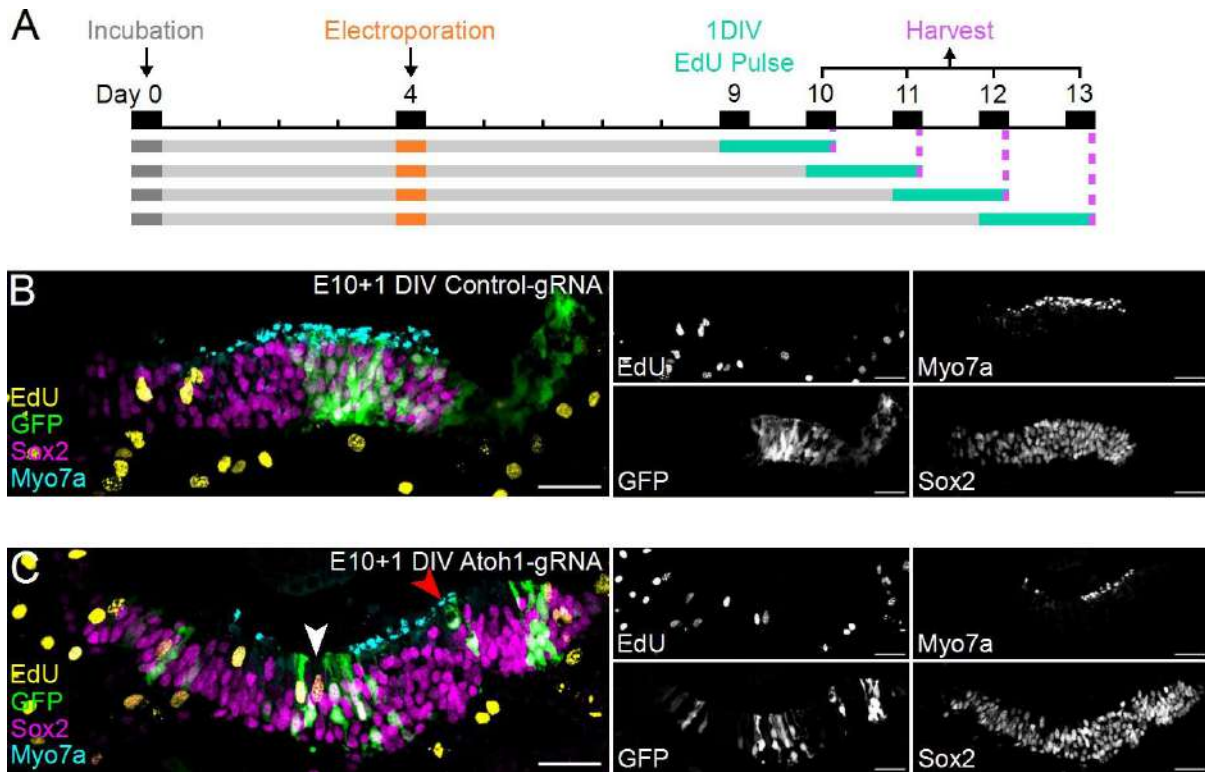 A
Incubation
Electroporation
1DIV
EdU Pulse
Harvest
Day 0
4
9
10
11
12
13
B
E10+1 DIV Control-gRNA
EdU
GFP
Sox2
Myo7a
EdU
Myo7a
GFP
Sox2
C
E10+1 DIV Atoh1-gRNA
EdU
GFP
Sox2
Myo7a
EdU
Myo7a
GFP
Sox2